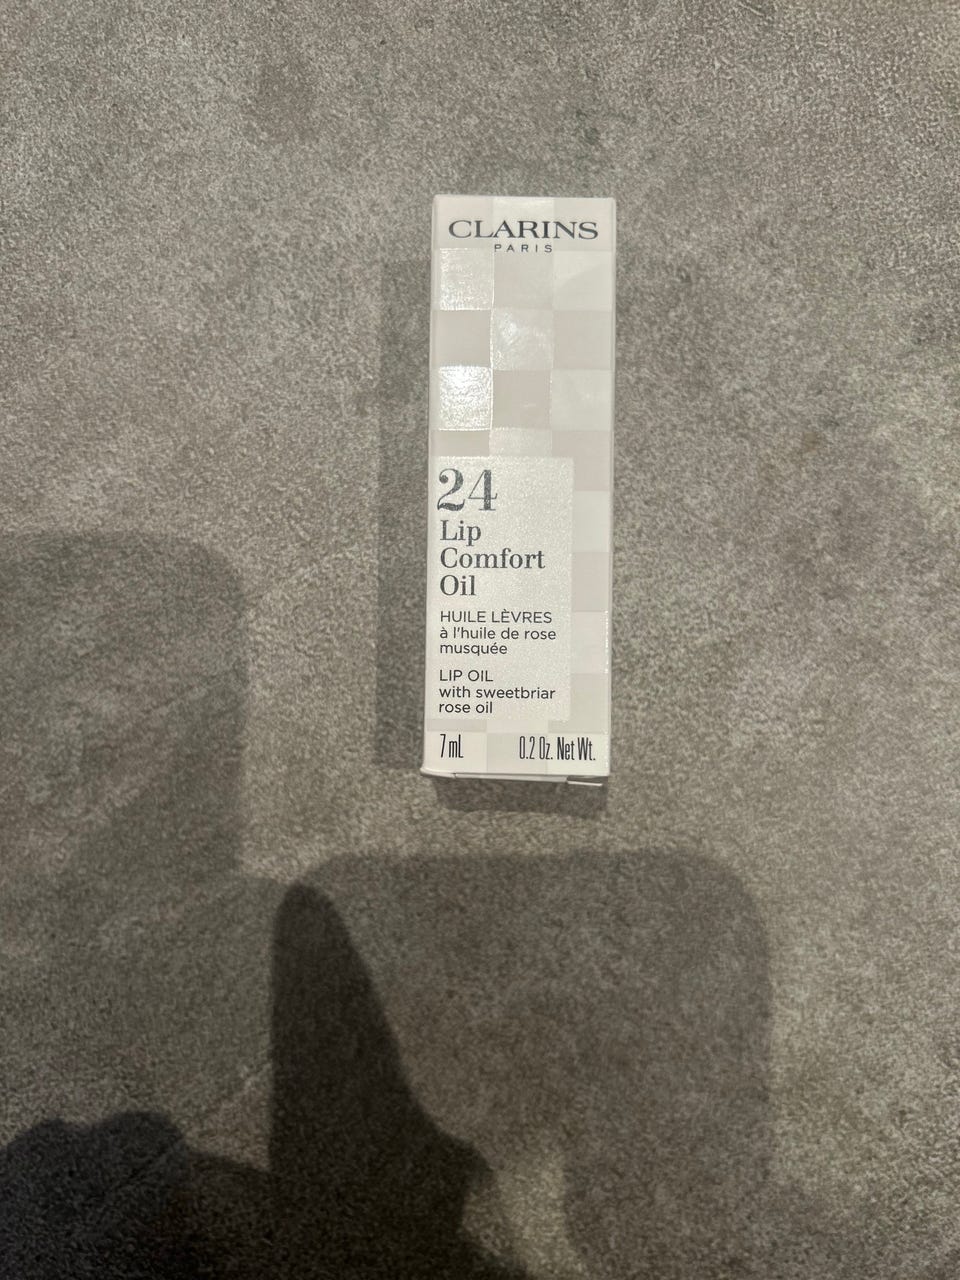 CLARINS
PARIS
24
Lip
Comfort
Oil
HUILE LÈVRES
à l'huile de rose
musquée
LIP OIL
with sweetbriar
rose oil
7 mL 0.2 Oz. Net Wt.